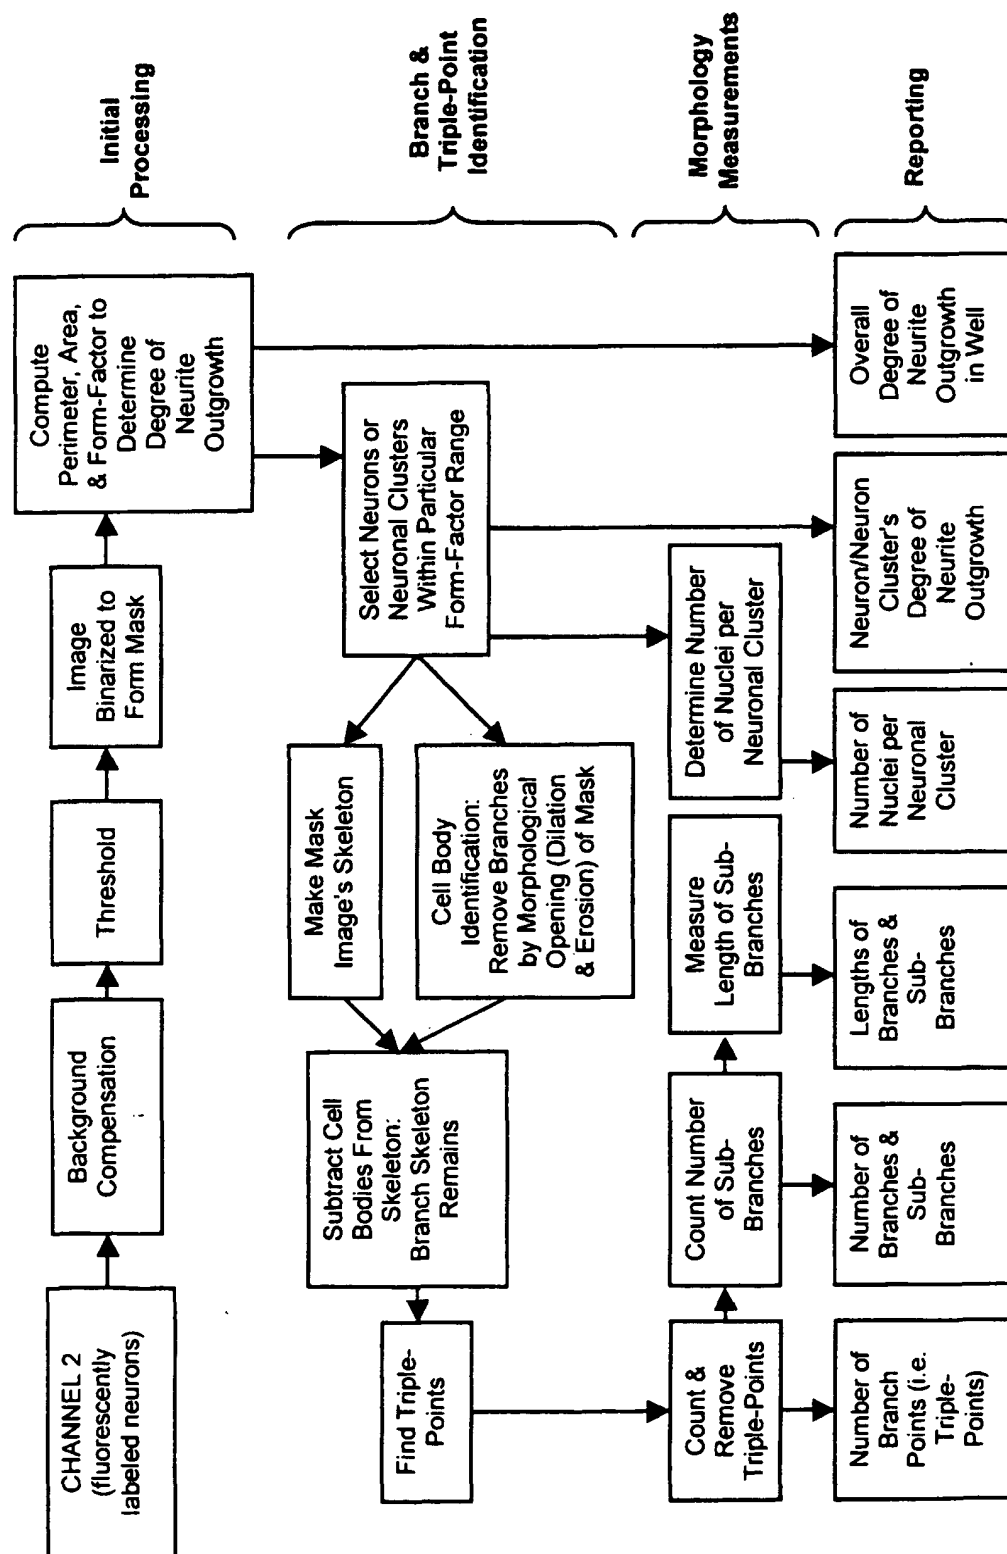 CHANNEL 2
(fluorescently
labeled neurons)
Background
Compensation
Threshold
Image
Binarized to
Form Mask
Compute
Perimeter, Area,
& Form-Factor to
Determine
Degree of
Neurite
Outgrowth
Initial
Processing
Find Triple-
Points
Subtract Cell
Bodies From
Skeleton:
Branch Skeleton
Remains
Make Mask
Image's Skeleton
Cell Body
Identification:
Remove Branches
by Morphological
Opening (Dilation
& Erosion) of Mask
Select Neurons or
Neuronal Clusters
Within Particular
Form-Factor Range
Branch &
Triple-Point
Identification
Count &
Remove
Triple-Points
Count Number
of Sub-
Branches
Measure
Length of Sub-
Branches
Determine Number
of Nuclei per
Neuronal Cluster
Morphology
Measurements
Number of
Branch
Points (i.e.
Triple-
Points)
Number of
Branches &
Sub-
Branches
Lengths of
Branches &
Sub-
Branches
Number of
Nuclei per
Neuronal
Cluster
Neuron/Neuron
Cluster's
Degree of
Neurite
Outgrowth
Overall
Degree of
Neurite
Outgrowth
in Well
Reporting